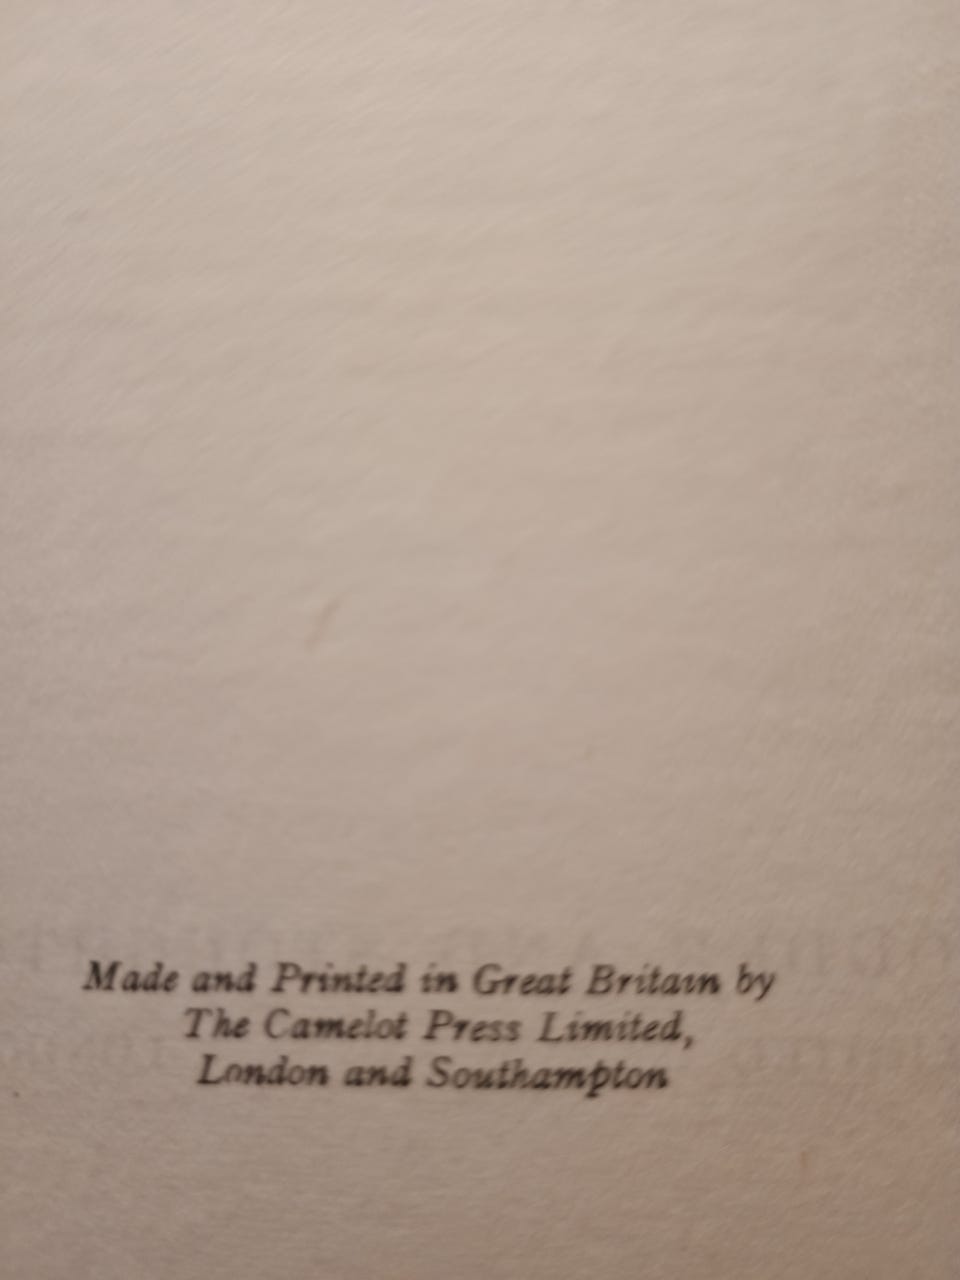 Made and Printed in Great Britain by
The Camelot Press Limited,
London and Southampton